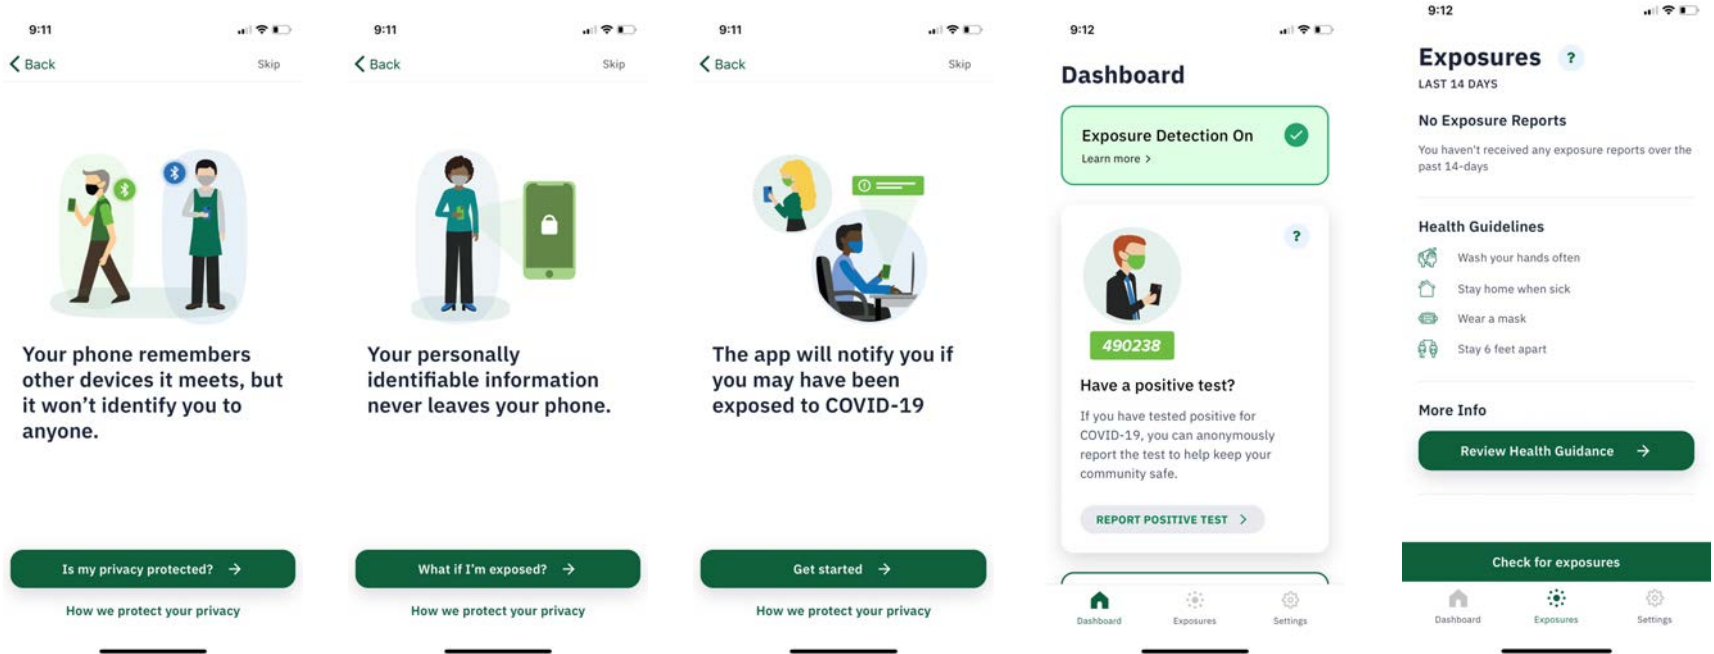 9:11
Back
Skip
Your phone remembers
other devices it meets, but
it won't identify you to
anyone.
Is my privacy protected? →
How we protect your privacy
9:11
Back
Skip
Your personally
identifiable information
never leaves your phone.
What if I'm exposed? →
How we protect your privacy
9:11
Back
Skip
The app will notify you if
you may have been
exposed to COVID-19
Get started →
How we protect your privacy
9:12
Dashboard
Exposure Detection On
Learn more >
?
490238
Have a positive test?
If you have tested positive for
COVID-19, you can anonymously
report the test to help keep your
community safe.
REPORT POSITIVE TEST >
Dashboard Exposures Settings
9:12
Exposures ?
LAST 14 DAYS
No Exposure Reports
You haven't received any exposure reports over the
past 14-days
Health Guidelines
Wash your hands often
Stay home when sick
Wear a mask
Stay 6 feet apart
More Info
Review Health Guidance →
Check for exposures
Dashboard Exposures Settings